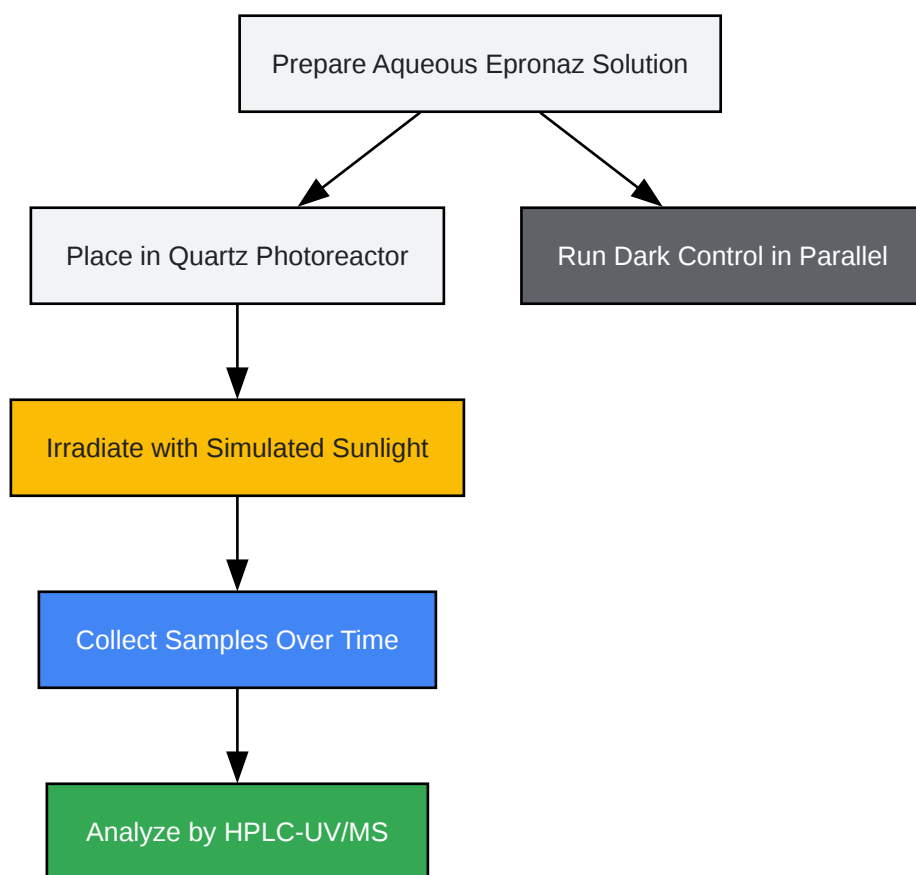 Prepare Aqueous Epronaz Solution
Place in Quartz Photoreactor
Run Dark Control in Parallel
Irradiate with Simulated Sunlight
Collect Samples Over Time
Analyze by HPLC-UV/MS